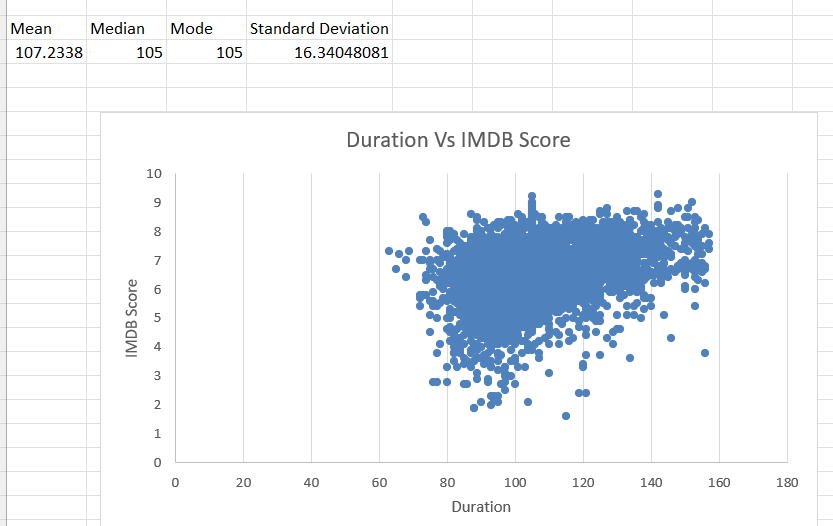 Mean Median Mode Standard Deviation
107.2338 105 105 16.34048081
Duration Vs IMDB Score
10
9
8
7
6
5
4
3
2
1
0
IMDB Score
0 20 40 60 80 100 120 140 160 180
Duration